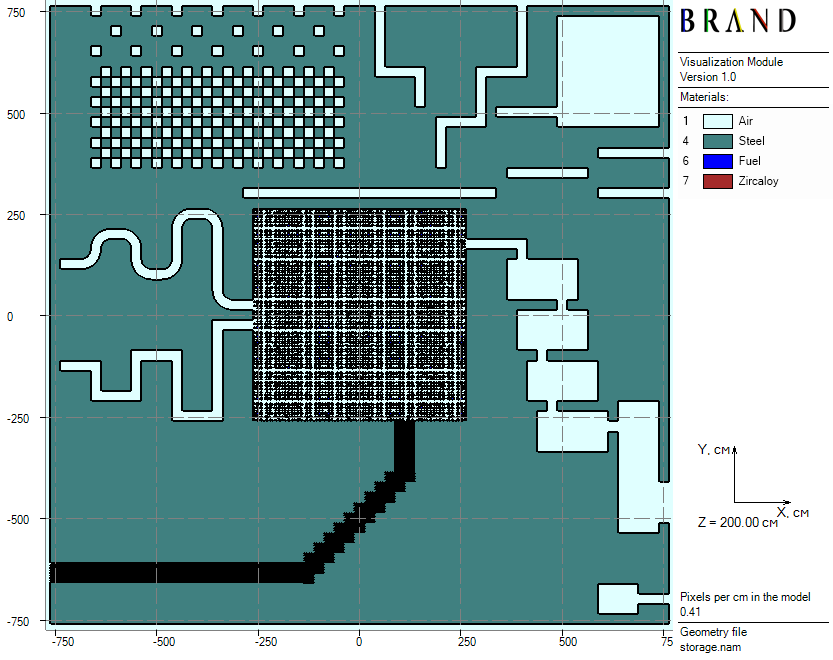 BRAND
Visualization Module
Version 1.0
Materials:
1 Air
4 Steel
6 Fuel
7 Zircaloy
750
500
250
0
-250
-500
-750
-750 -500 -250 0 250 500 75
Y, см
X, см
Z = 200.00 см
Pixels per cm in the model
0.41
Geometry file
storage.nam